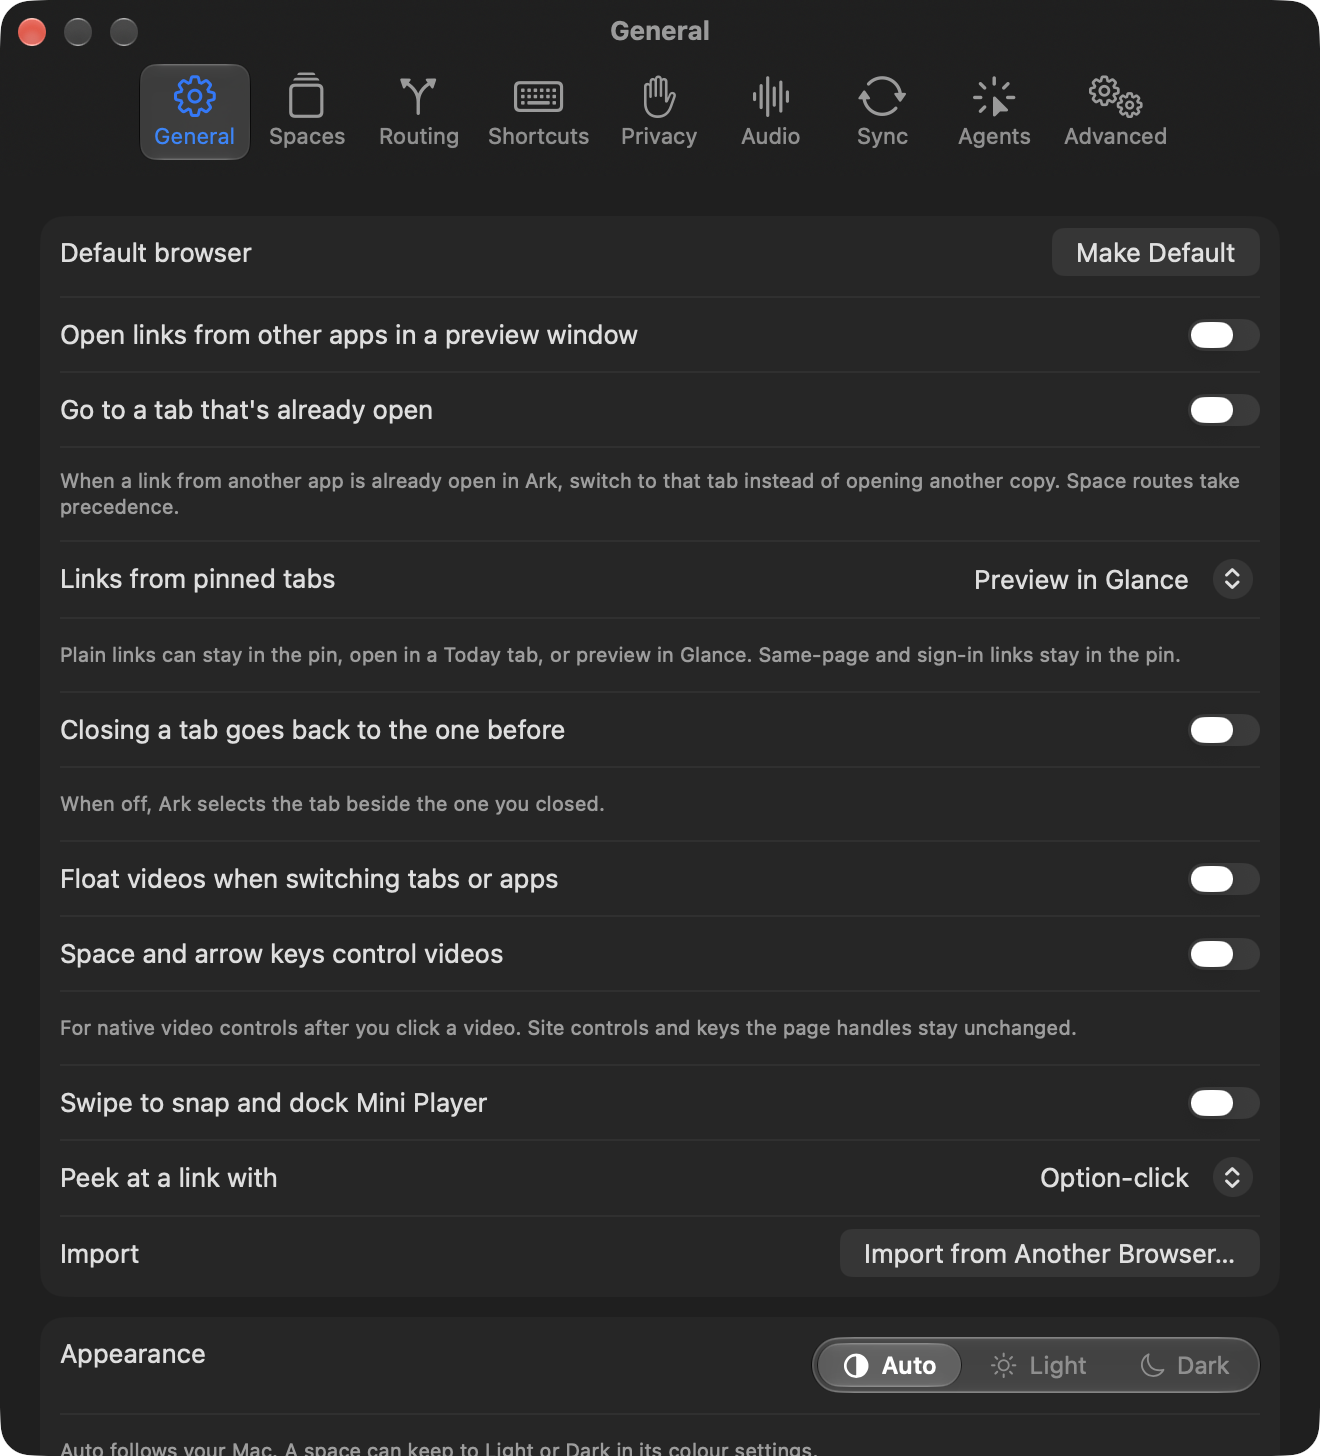 General
General
Spaces
Routing
Shortcuts
Privacy
Audio
Sync
Agents
Advanced
Default browser
Make Default
Open links from other apps in a preview window
Go to a tab that's already open
When a link from another app is already open in Ark, switch to that tab instead of opening another copy. Space routes take
precedence.
Links from pinned tabs
Preview in Glance
Plain links can stay in the pin, open in a Today tab, or preview in Glance. Same-page and sign-in links stay in the pin.
Closing a tab goes back to the one before
When off, Ark selects the tab beside the one you closed.
Float videos when switching tabs or apps
Space and arrow keys control videos
For native video controls after you click a video. Site controls and keys the page handles stay unchanged.
Swipe to snap and dock Mini Player
Peek at a link with
Option-click
Import
Import from Another Browser...
Appearance
Auto
Light
Dark
Auto follows your Mac. A space can keep to Light or Dark in its colour settings.